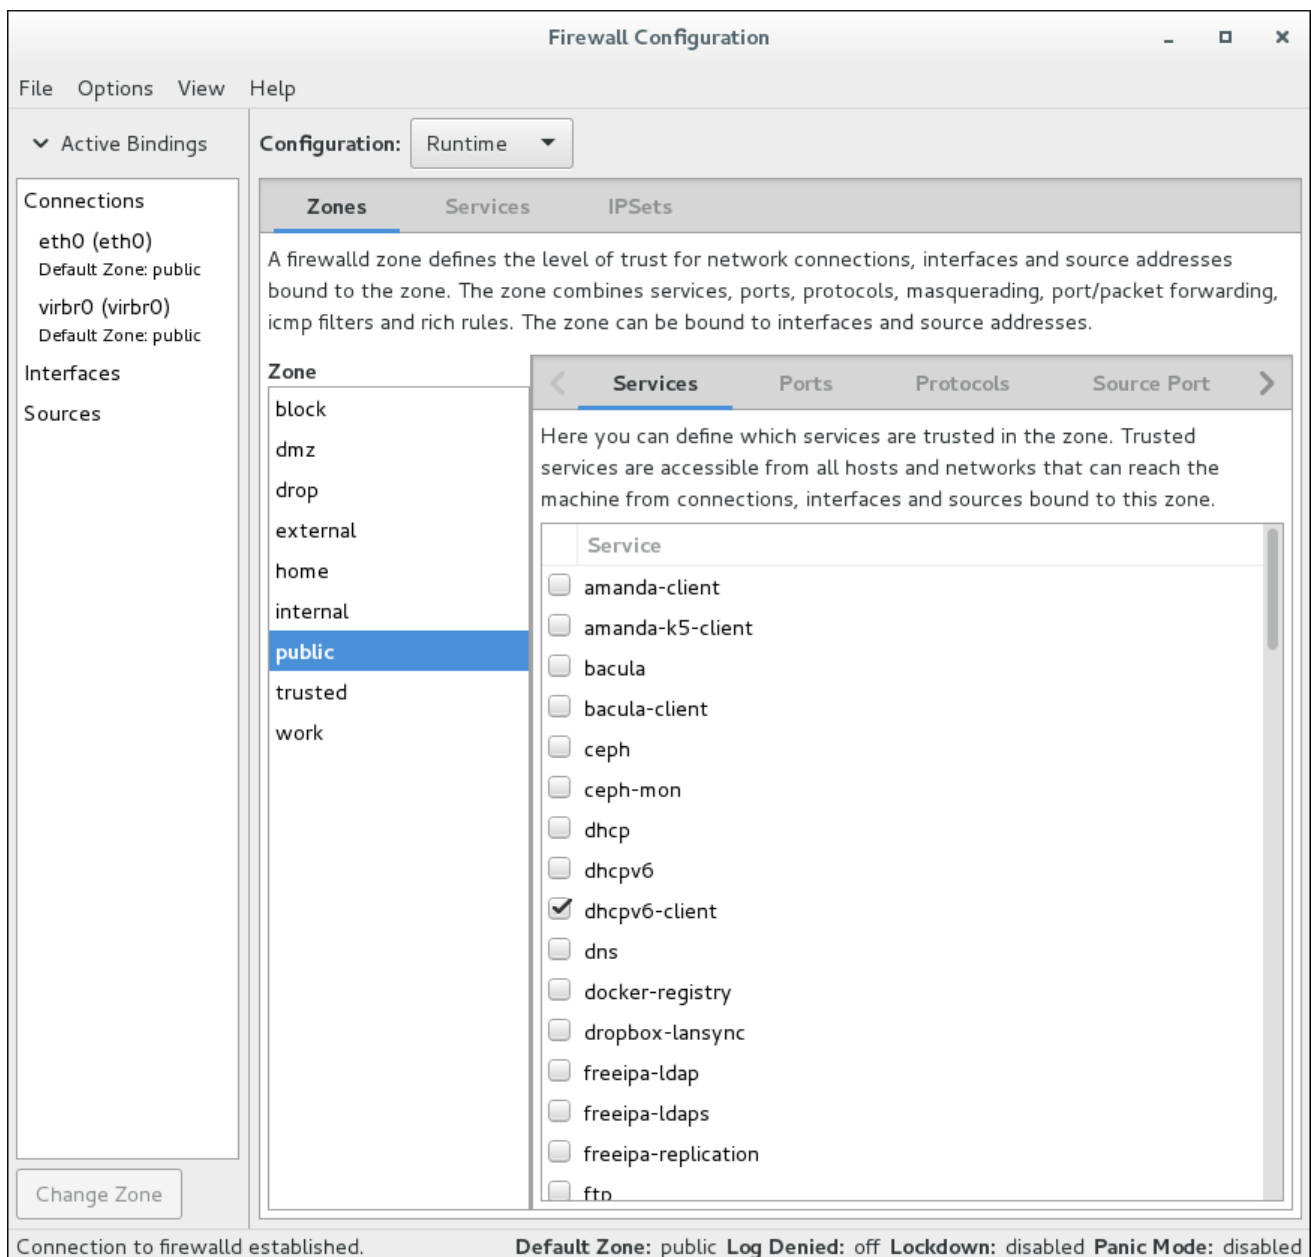 Firewall Configuration
File Options View Help
Active Bindings
Configuration: Runtime
Connections
eth0 (eth0)
Default Zone: public
virbr0 (virbr0)
Default Zone: public
Interfaces
Sources
Change Zone
Zones Services IPSets
A firewalld zone defines the level of trust for network connections, interfaces and source addresses
bound to the zone. The zone combines services, ports, protocols, masquerading, port/packet forwarding,
icmp filters and rich rules. The zone can be bound to interfaces and source addresses.
Zone
block
dmz
drop
external
home
internal
public
trusted
work
Services Ports Protocols Source Port
Here you can define which services are trusted in the zone. Trusted
services are accessible from all hosts and networks that can reach the
machine from connections, interfaces and sources bound to this zone.
Service
amanda-client
amanda-k5-client
bacula
bacula-client
ceph
ceph-mon
dhcp
dhcpv6
dhcpv6-client
dns
docker-registry
dropbox-lansync
freeipa-ldap
freeipa-ldaps
freeipa-replication
ftp
Connection to firewalld established.
Default Zone: public Log Denied: off Lockdown: disabled Panic Mode: disabled